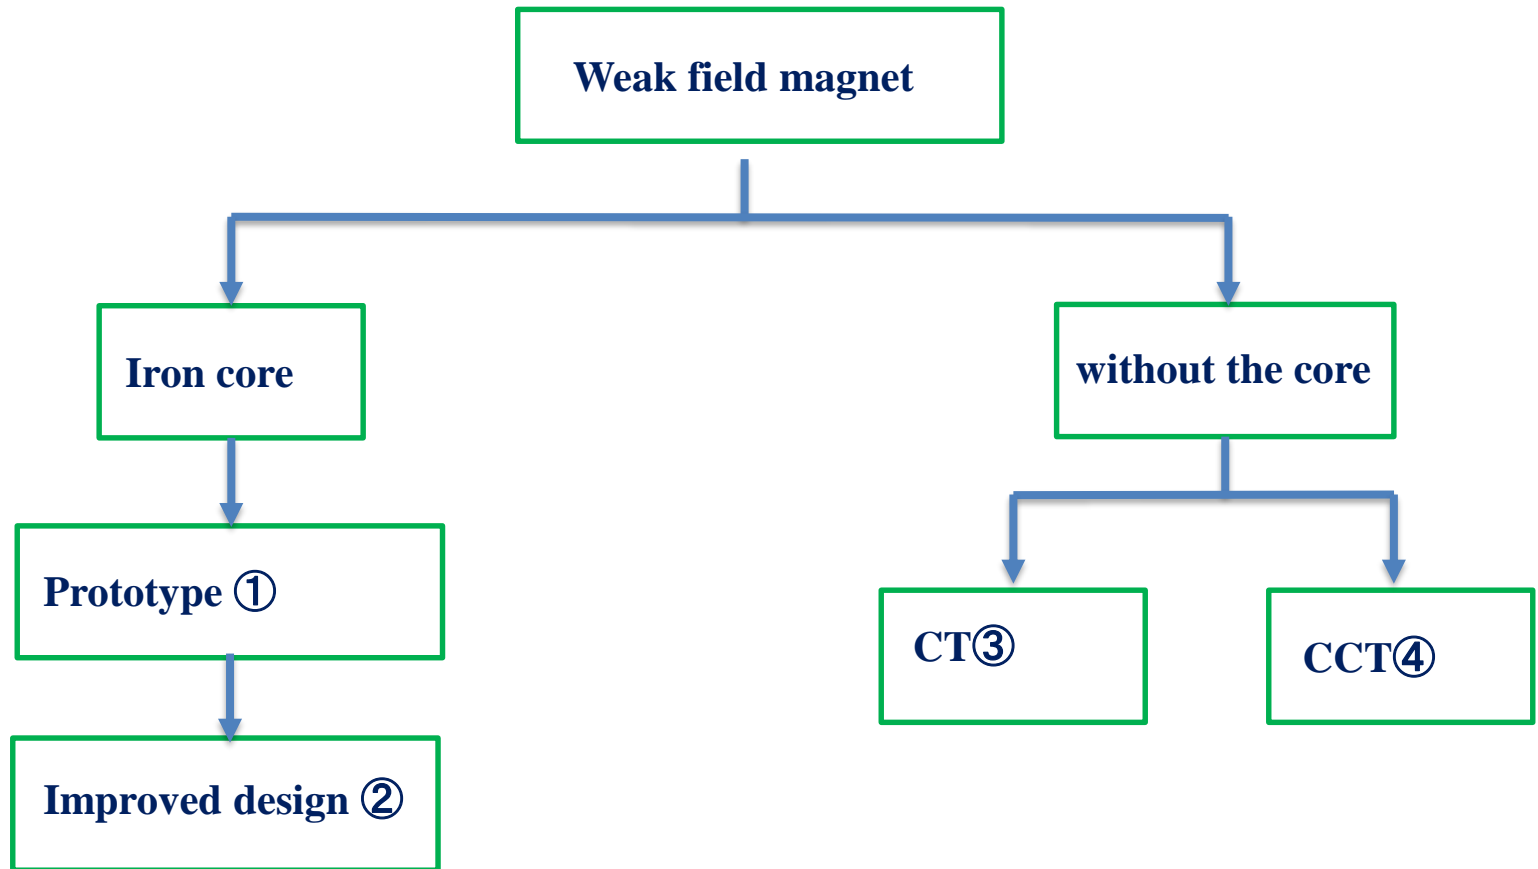 Weak field magnet
Iron core
without the core
Prototype ①
CT③
CCT④
Improved design ②